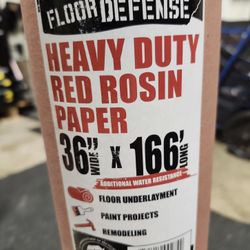 FLOOR DEFENSE
HEAVY DUTY
RED ROSIN
PAPER
36" WIDE X 166' LONG
ADDITIONAL WATER RESISTANCE
FLOOR UNDERLAYMENT
PAINT PROJECTS
REMODELING